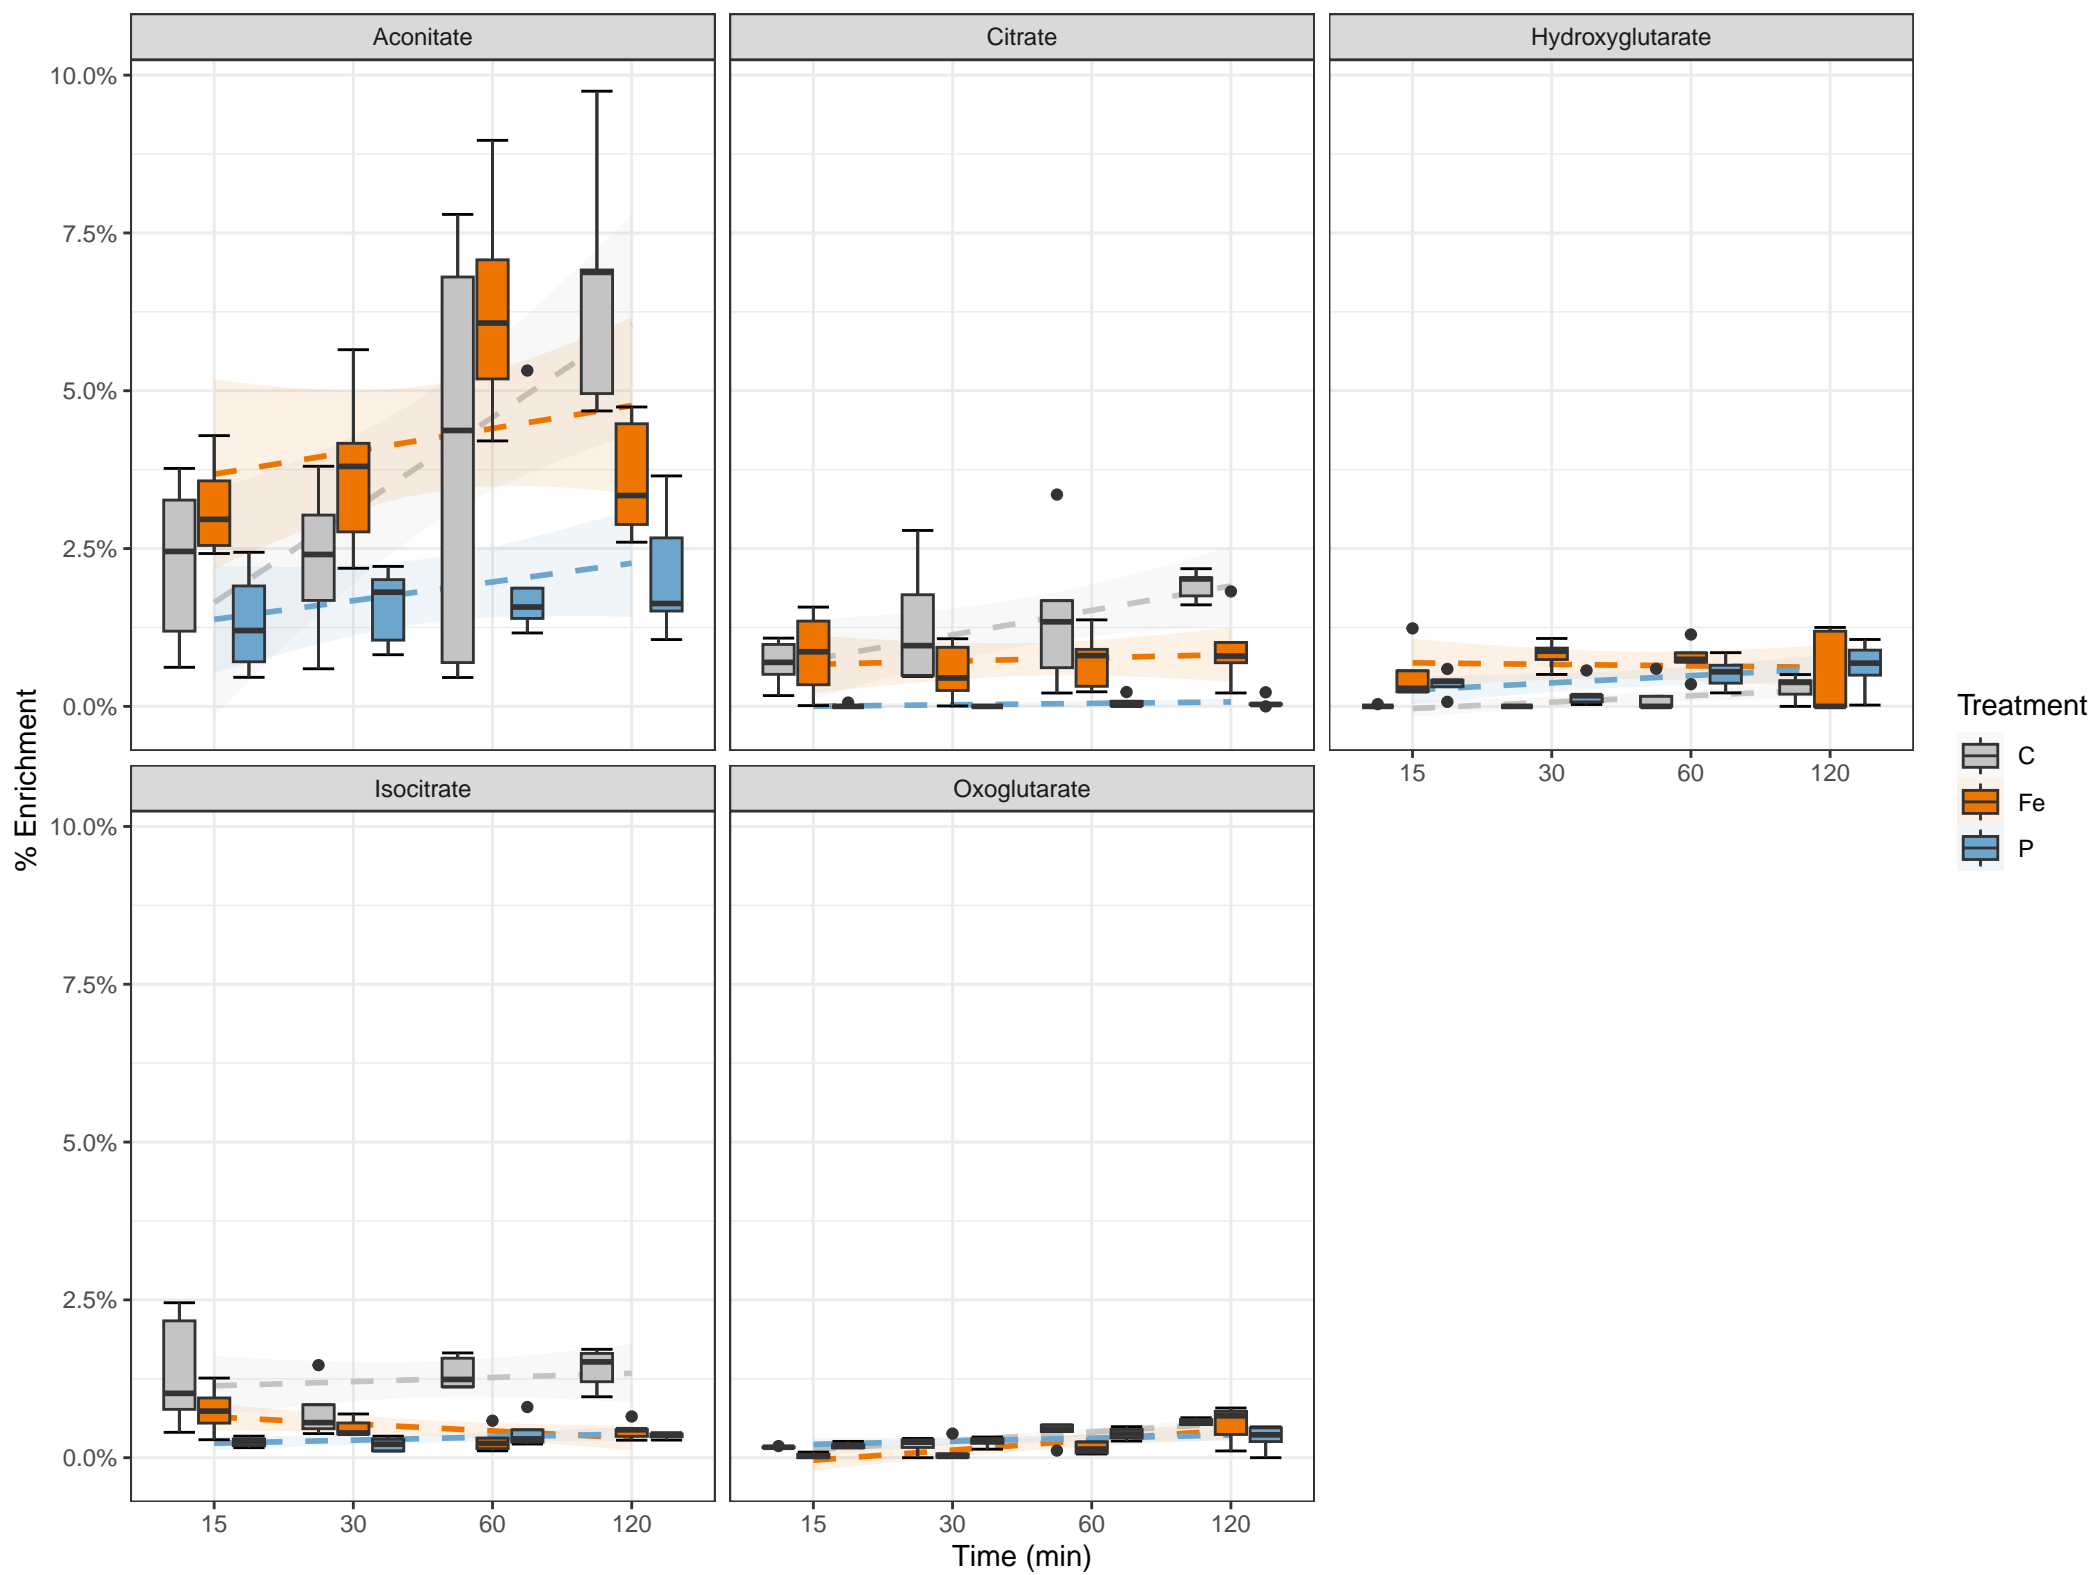 Aconitate
Citrate
Hydroxyglutarate
10.0%
7.5%
5.0%
2.5%
0.0%
15
30
60
120
Isocitrate
Oxoglutarate
10.0%
7.5%
5.0%
2.5%
0.0%
15
30
60
120
15
30
60
120
Time (min)
% Enrichment
Treatment
C
Fe
P